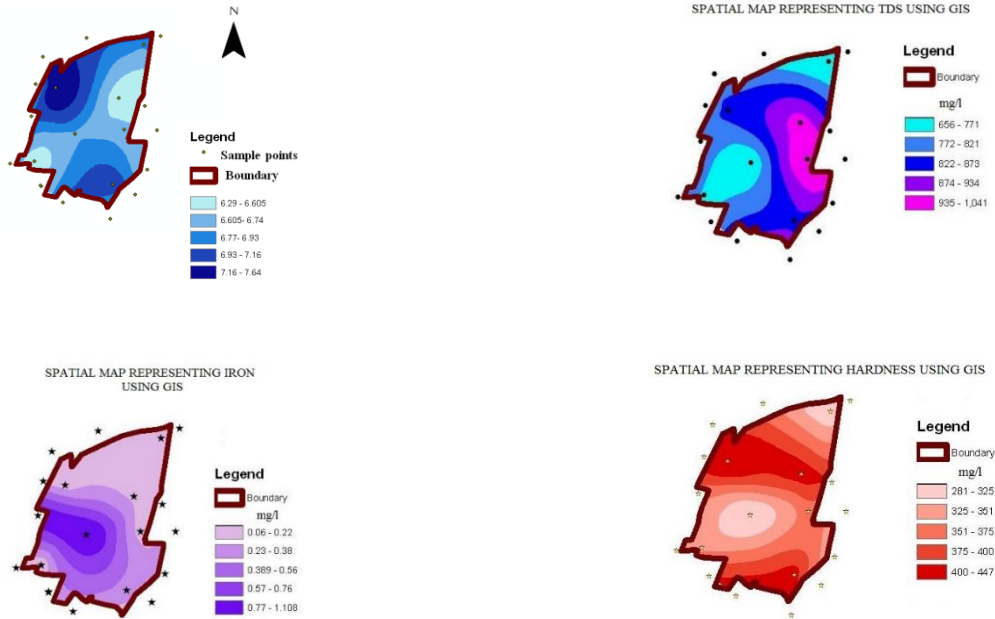 N
Legend
Sample points
Boundary
6.29 - 6.605
6.605- 6.74
6.77- 6.93
6.93 - 7.16
7.16 - 7.64
SPATIAL MAP REPRESENTING TDS USING GIS
Legend
Boundary
mg/l
656 - 771
772 - 821
822 - 873
874 - 934
935 - 1,041
SPATIAL MAP REPRESENTING IRON
USING GIS
Legend
Boundary
mg/l
0.06 - 0.22
0.23 - 0.38
0.389 - 0.56
0.57 - 0.76
0.77 - 1.108
SPATIAL MAP REPRESENTING HARDNESS USING GIS
Legend
Boundary
mg/l
281 - 325
325 - 351
351 - 375
375 - 400
400 - 447